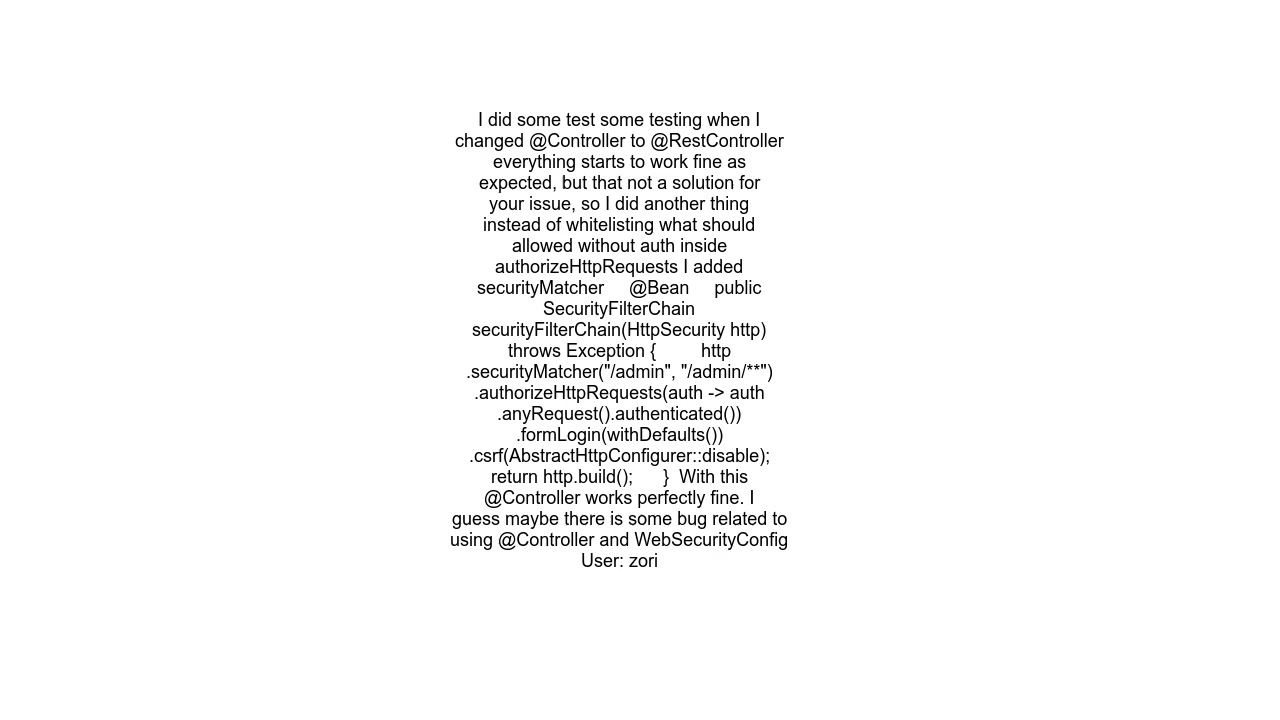 I did some test some testing when I
changed @Controller to @RestController
everything starts to work fine as
expected, but that not a solution for
your issue, so I did another thing
instead of whitelisting what should
allowed without auth inside
authorizeHttpRequests I added
securityMatcher     @Bean     public
SecurityFilterChain
securityFilterChain(HttpSecurity http)
throws Exception {         http
.securityMatcher("/admin", "/admin/**")
.authorizeHttpRequests(auth -> auth
.anyRequest().authenticated())
.formLogin(withDefaults())
.csrf(AbstractHttpConfigurer::disable);
return http.build();      }  With this
@Controller works perfectly fine. I
guess maybe there is some bug related to
using @Controller and WebSecurityConfig
User: zori